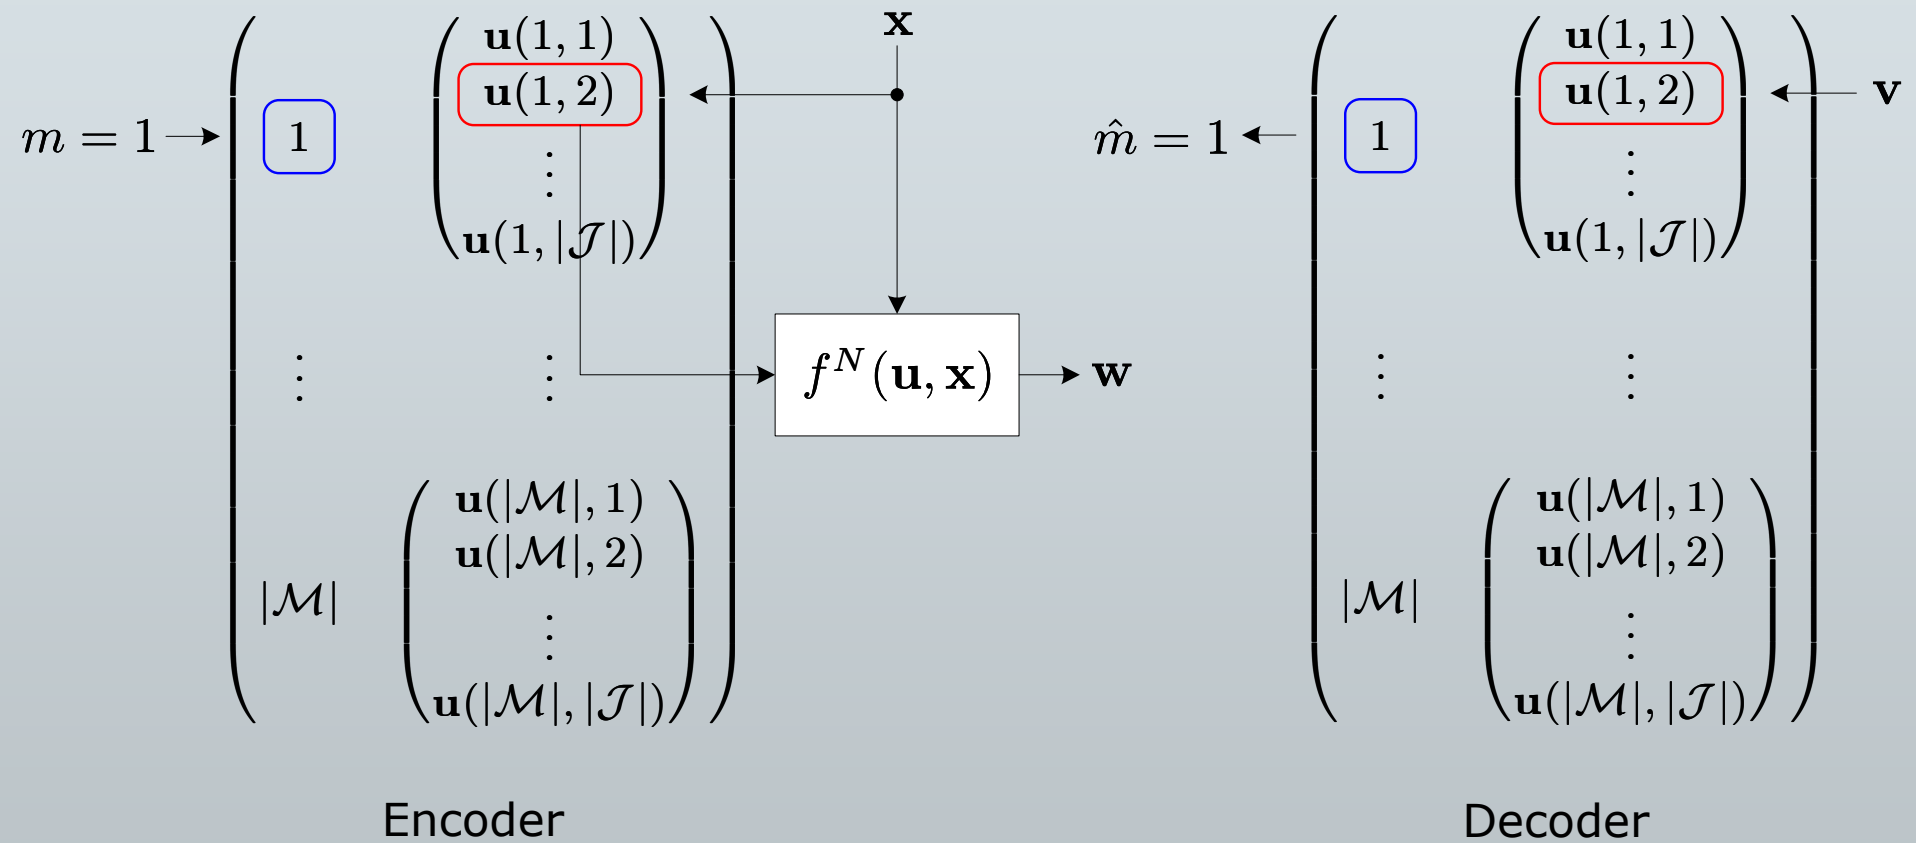 m = 1
1
⋮
|ℳ|
𝐮(1, 1)
𝐮(1, 2)
⋮
𝐮(1, |𝒥|)
⋮
𝐮(|ℳ|, 1)
𝐮(|ℳ|, 2)
⋮
𝐮(|ℳ|, |𝒥|)
𝐱
f^N(𝐮, 𝐱)
𝐰
Encoder
m̂ = 1
1
⋮
|ℳ|
𝐮(1, 1)
𝐮(1, 2)
⋮
𝐮(1, |𝒥|)
⋮
𝐮(|ℳ|, 1)
𝐮(|ℳ|, 2)
⋮
𝐮(|ℳ|, |𝒥|)
𝐯
Decoder